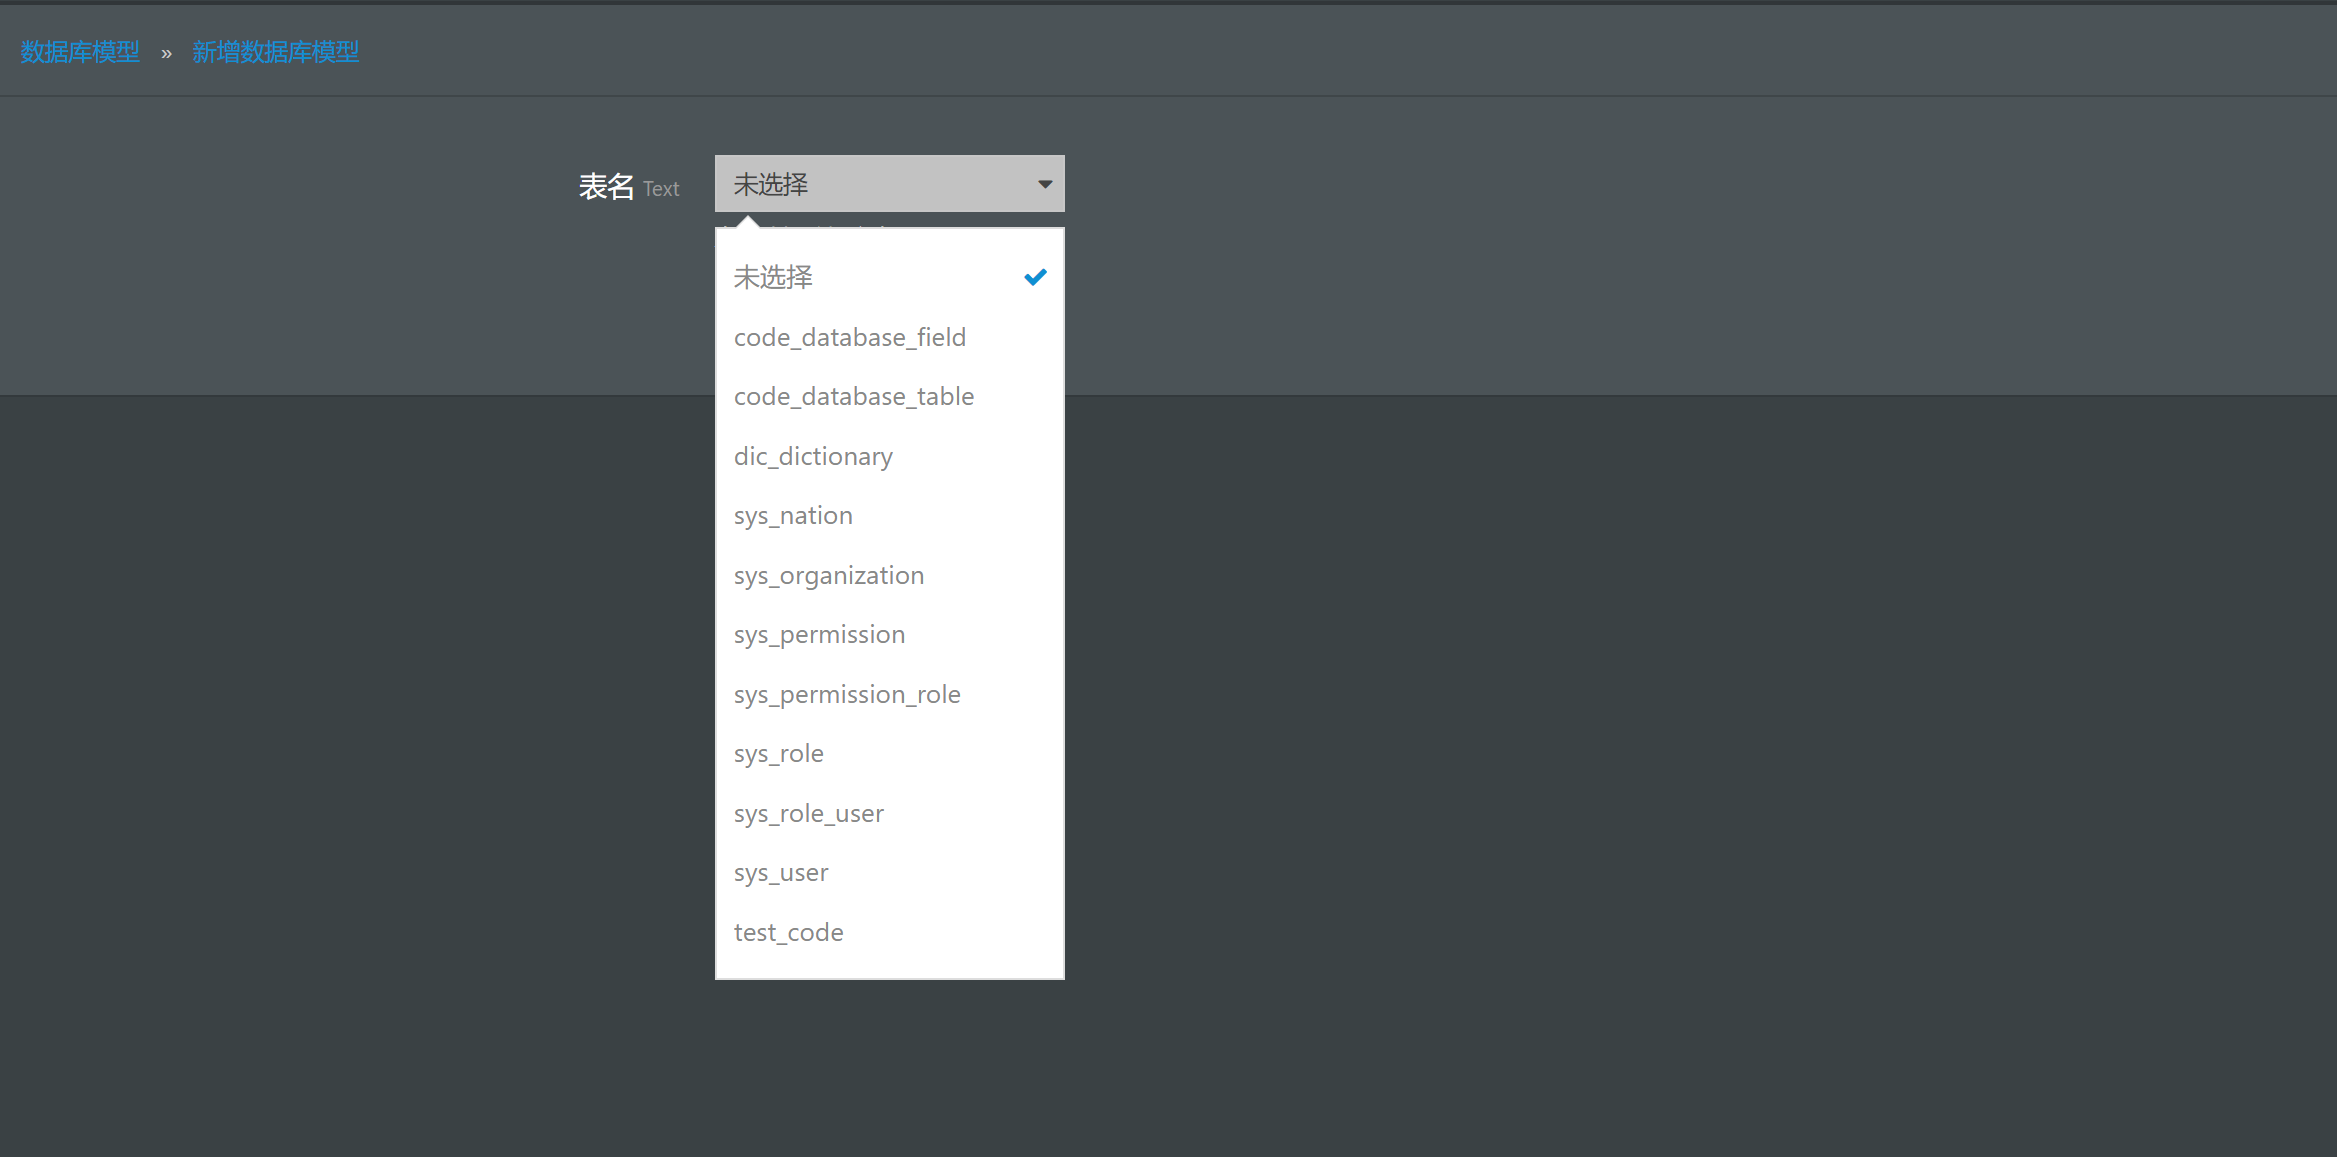 数据库模型 » 新增数据库模型
表名 Text 未选择
未选择
code_database_field
code_database_table
dic_dictionary
sys_nation
sys_organization
sys_permission
sys_permission_role
sys_role
sys_role_user
sys_user
test_code